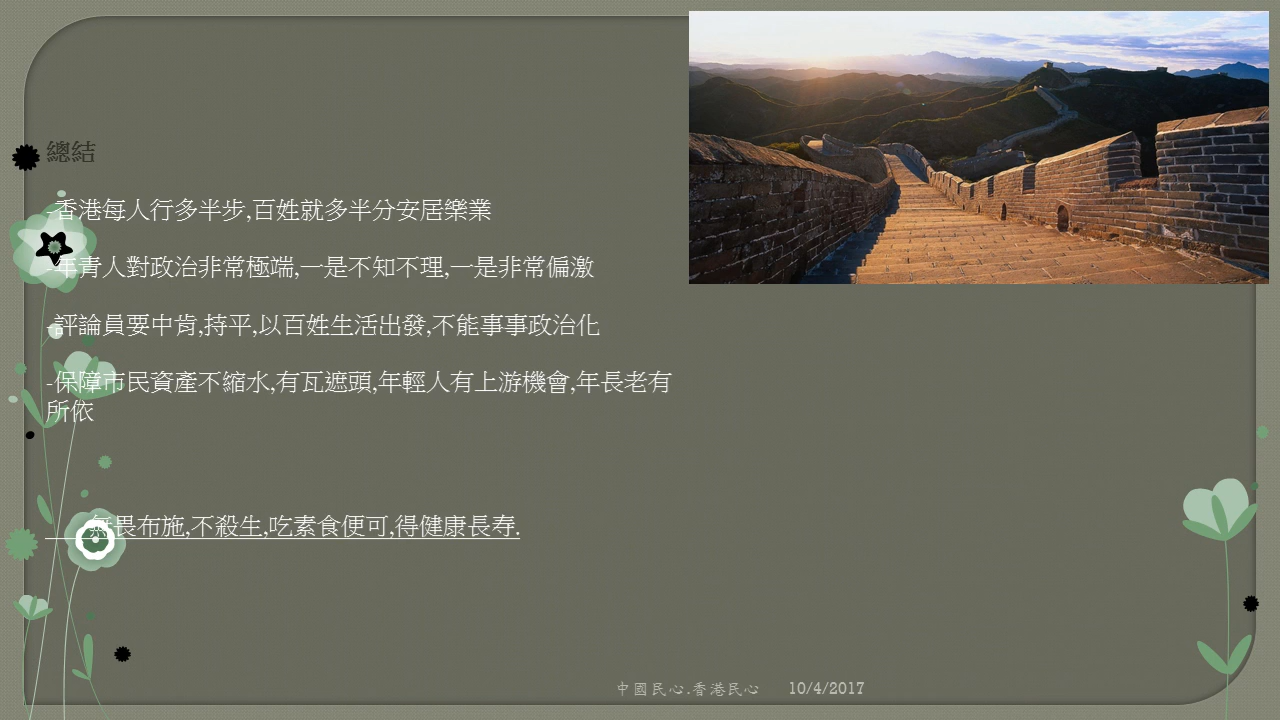 總結
-香港每人行多半步,百姓就多半分安居樂業
-年青人對政治非常極端,一是不知不理,一是非常偏激
-評論員要中肯,持平,以百姓生活出發,不能事事政治化
-保障市民資產不縮水,有瓦遮頭,年輕人有上游機會,年長老有
所依
無畏布施,不殺生,吃素食便可,得健康長寿.
中國民心.香港民心 10/4/2017